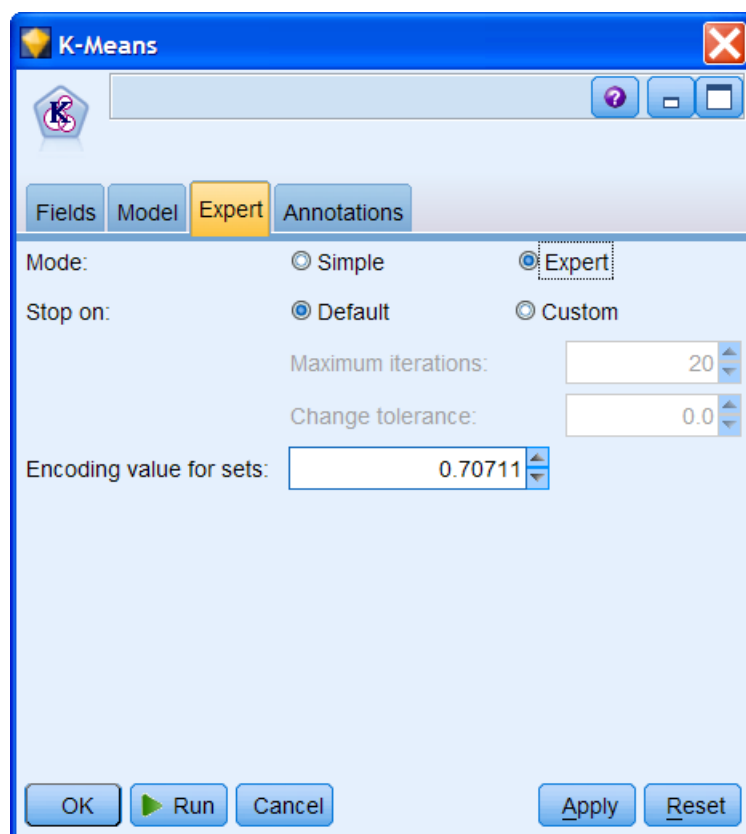 K-Means
Fields Model Expert Annotations
Mode: Simple Expert
Stop on: Default Custom
Maximum iterations: 20
Change tolerance: 0.0
Encoding value for sets: 0.70711
OK Run Cancel Apply Reset